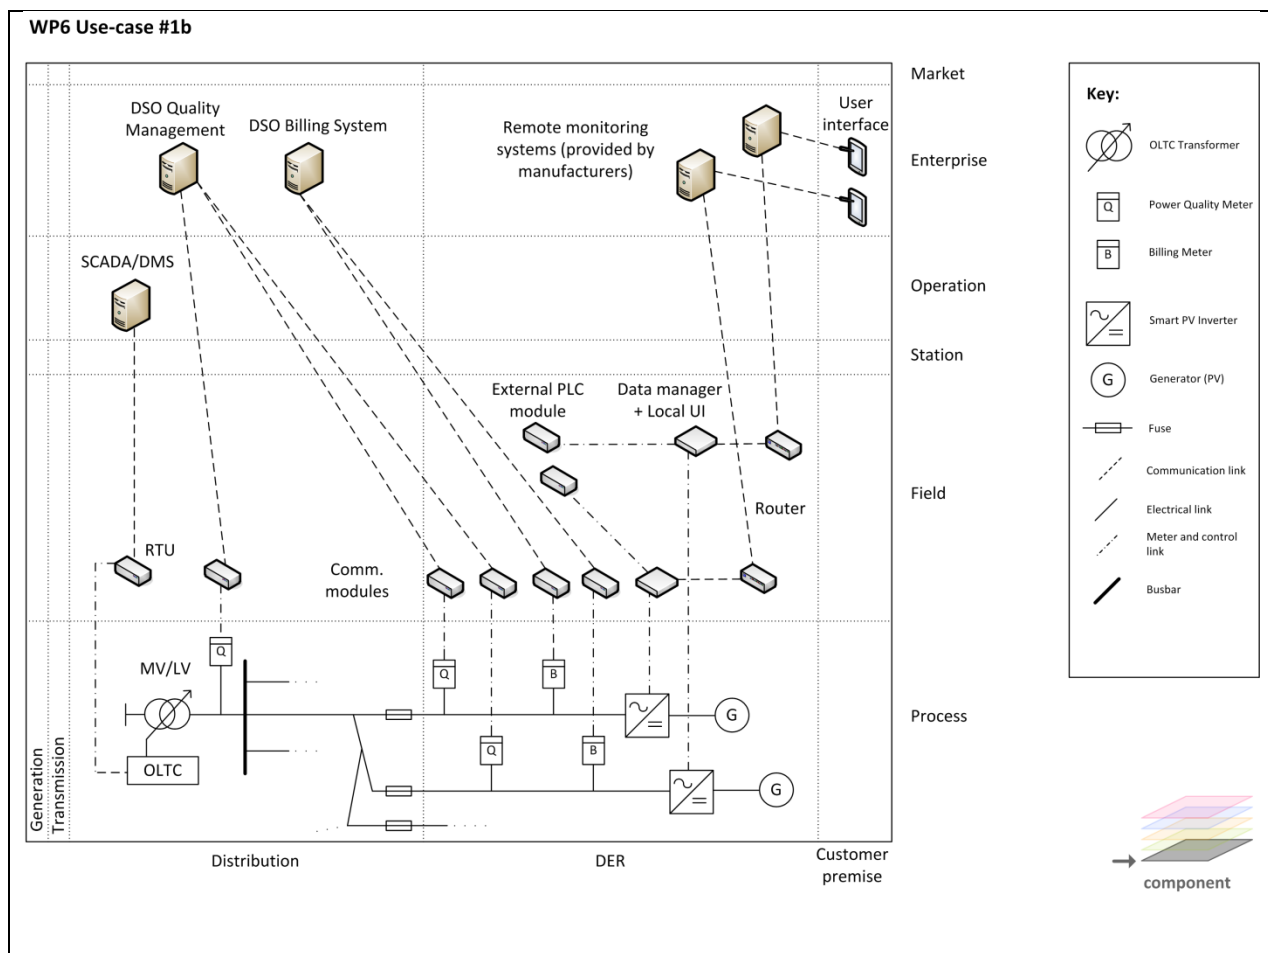 WP6 Use-case #1b
DSO Quality
Management
DSO Billing System
Remote monitoring
systems (provided by
manufacturers)
User
interface
SCADA/DMS
External PLC
module
Data manager
+ Local UI
Router
RTU
Comm.
modules
MV/LV
OLTC
Q
Q
B
Q
B
G
G
Generation
Transmission
Distribution
DER
Customer
premise
Market
Enterprise
Operation
Station
Field
Process
Key:
OLTC Transformer
Q
Power Quality Meter
B
Billing Meter
Smart PV Inverter
G
Generator (PV)
Fuse
Communication link
Electrical link
Meter and control
link
Busbar
component